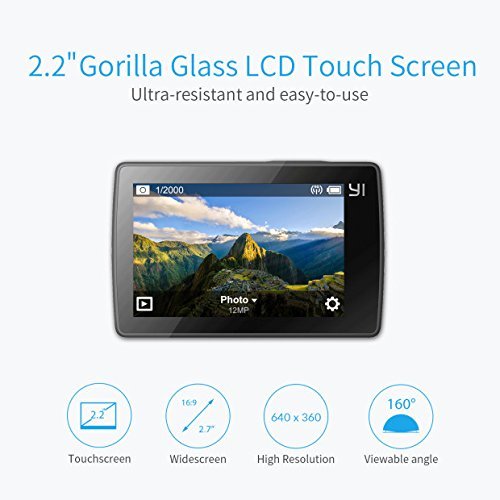 2.2"Gorilla Glass LCD Touch Screen
Ultra-resistant and easy-to-use
1/2000
YI
Photo
12MP
2.2"
16:9
2.7"
640 x 360
160°
Touchscreen
Widescreen
High Resolution
Viewable angle